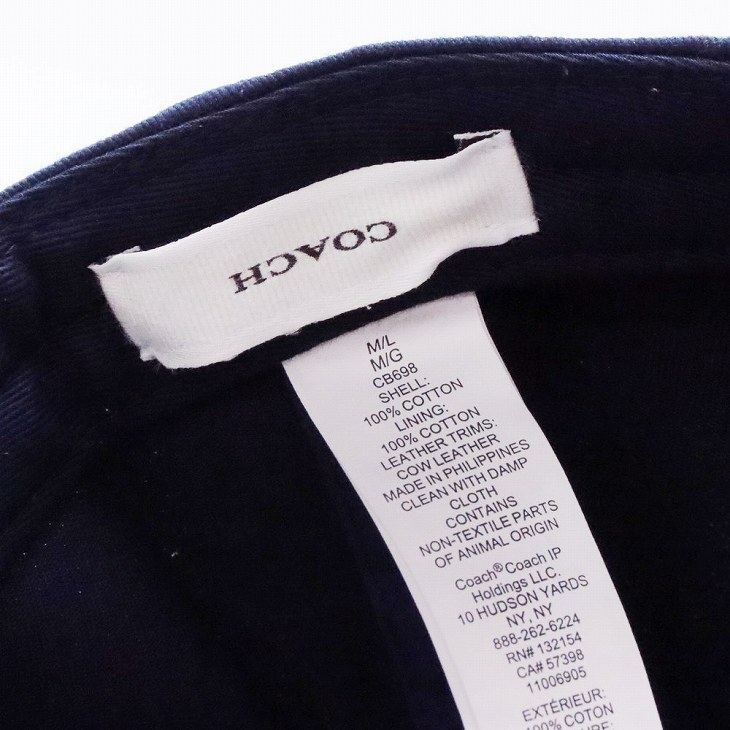 COACH
M/L
M/G
CB698
SHELL:
100% COTTON
LINING:
100% COTTON
LEATHER TRIMS:
COW LEATHER
MADE IN PHILIPPINES
CLEAN WITH DAMP
CLOTH
CONTAINS
NON-TEXTILE PARTS
OF ANIMAL ORIGIN
Coach® Coach IP
Holdings LLC.
10 HUDSON YARDS
NY, NY
888-262-6224
RN# 132154
CA# 57398
11006905
EXTÉRIEUR:
100% COTON